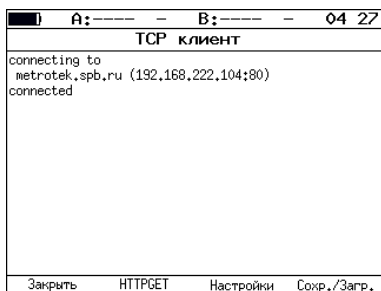 A:---- – B:---- – 04 27
TCP клиент
connecting to
metrotek.spb.ru (192.168.222.104:80)
connected
Закрыть HTTPGET Настройки Сохр./Загр.